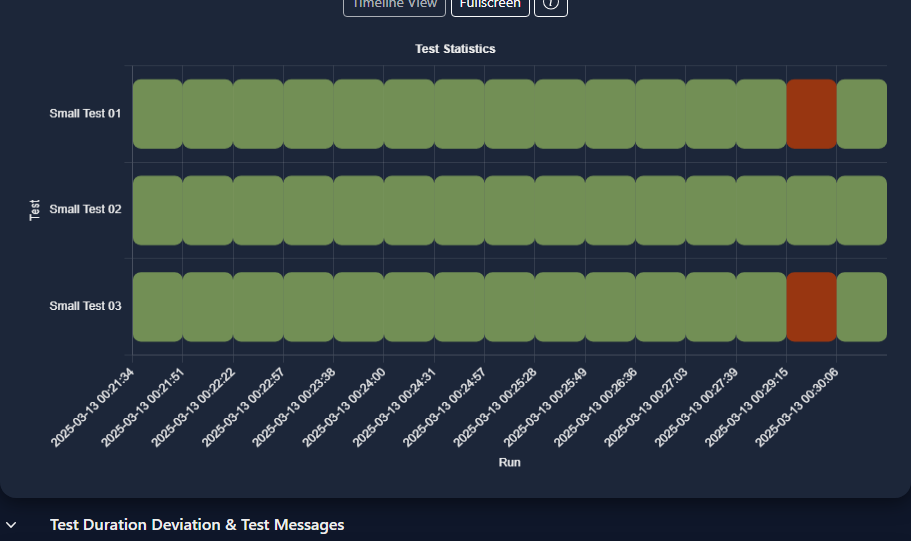 Timeline View Fullscreen
Test Statistics
Small Test 01
Small Test 02
Small Test 03
Test
2025-03-13 00:21:34
2025-03-13 00:21:51
2025-03-13 00:22:22
2025-03-13 00:22:57
2025-03-13 00:23:38
2025-03-13 00:24:00
2025-03-13 00:24:31
2025-03-13 00:24:57
2025-03-13 00:25:28
2025-03-13 00:25:49
2025-03-13 00:26:36
2025-03-13 00:27:03
2025-03-13 00:27:39
2025-03-13 00:29:15
2025-03-13 00:30:06
Run
Test Duration Deviation & Test Messages